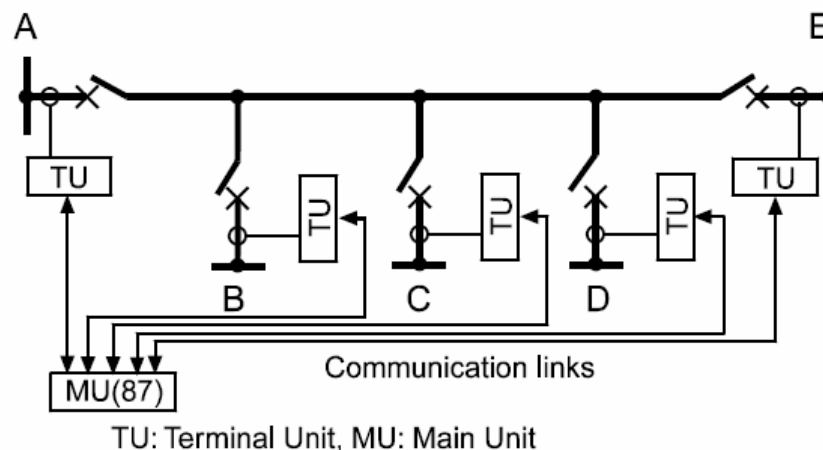 A
E
TU
TU
TU
TU
TU
B
C
D
Communication links
MU(87)
TU: Terminal Unit, MU: Main Unit